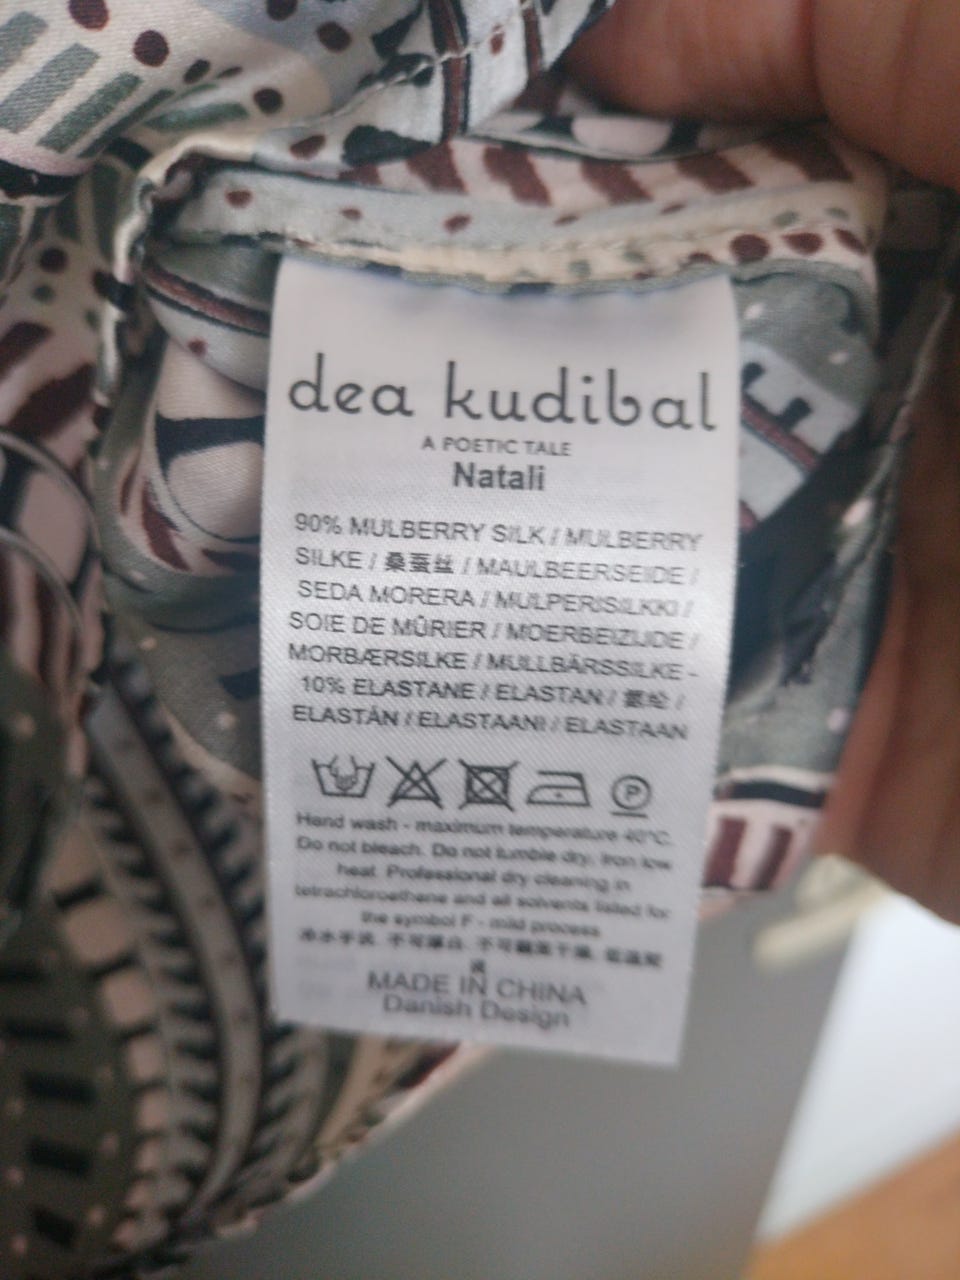 dea kudibal
A POETIC TALE
Natali
90% MULBERRY SILK / MULBERRY
SILKE / 桑蚕丝 / MAULBEERSEIDE /
SEDA MORERA / MULPERISILKKI /
SOIE DE MÛRIER / MOERBEIZIJDE /
MORBÆRSILKE / MULLBÄRSSILKE -
10% ELASTANE / ELASTAN / 氨纶 /
ELASTÁN / ELASTAANI / ELASTAAN
P
Hand wash - maximum temperature 40°C.
Do not bleach. Do not tumble dry. Iron low
heat. Professional dry cleaning in
tetrachloroethene and all solvents listed for
the symbol F - mild process
MADE IN CHINA
Danish Design